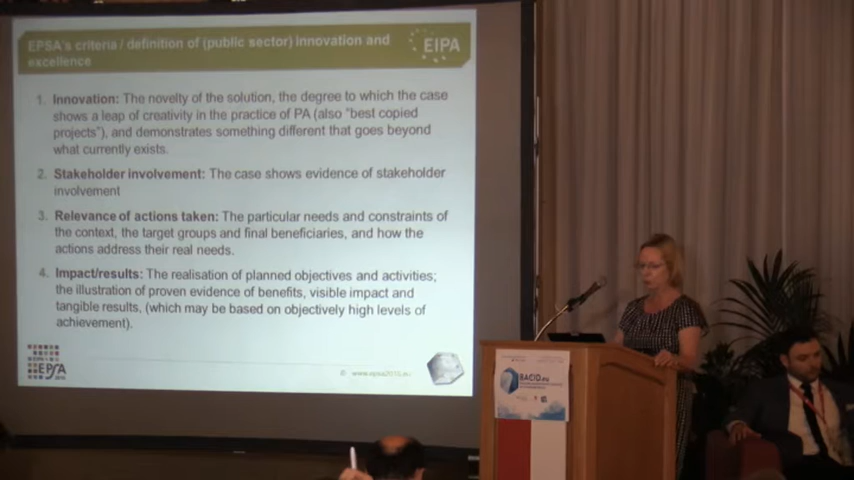 EPSA's criteria / definition of (public sector) innovation and
excellence
EIPA
1. Innovation: The novelty of the solution, the degree to which the case
shows a leap of creativity in the practice of PA (also "best copied
projects"), and demonstrates something different that goes beyond
what currently exists.
2. Stakeholder involvement: The case shows evidence of stakeholder
involvement
3. Relevance of actions taken: The particular needs and constraints of
the context, the target groups and final beneficiaries, and how the
actions address their real needs.
4. Impact/results: The realisation of planned objectives and activities;
the illustration of proven evidence of benefits, visible impact and
tangible results, (which may be based on objectively high levels of
achievement).
EPSA
©
BACID.eu